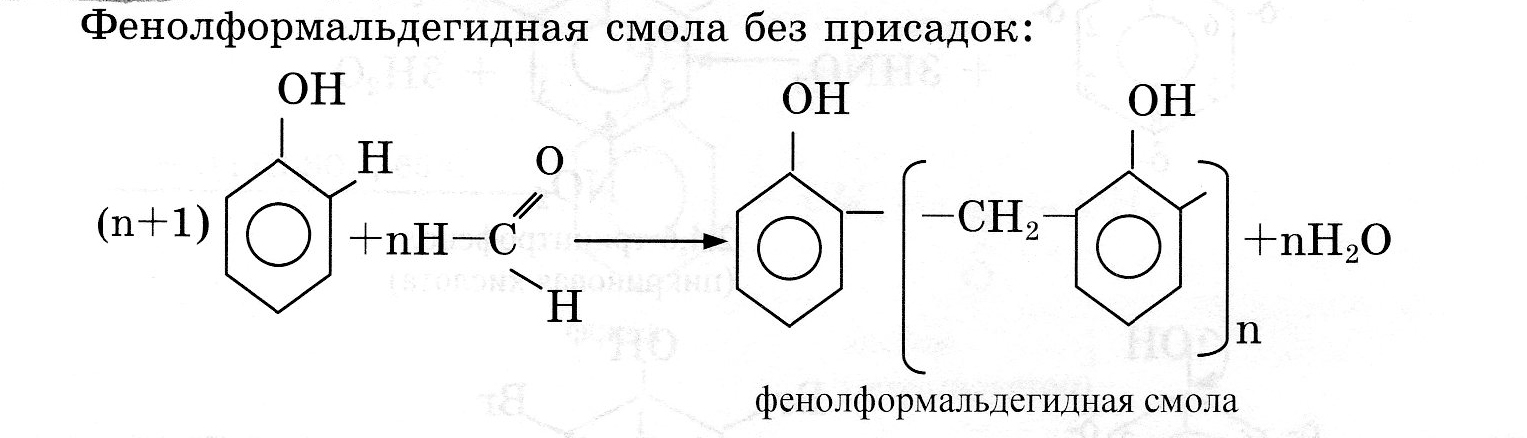 Фенолформальдегидная смола без присадок:
OH H O OH OH
(n+1) +nH–C H –CH₂– n +nH₂O
фенолформальдегидная смола